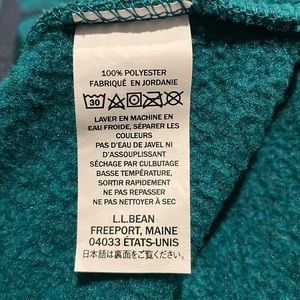 100% POLYESTER
FABRIQUÉ EN JORDANIE
30
LAVER EN MACHINE EN
EAU FROIDE, SÉPARER LES
COULEURS
PAS D'EAU DE JAVEL NI
D'ASSOUPLISSANT
SÉCHAGE PAR CULBUTAGE
BASSE TEMPÉRATURE,
SORTIR RAPIDEMENT
NE PAS REPASSER
NE PAS NETTOYER À SEC
L.L.BEAN
FREEPORT, MAINE
04033 ÉTATS-UNIS
日本語は裏面をご覧ください。